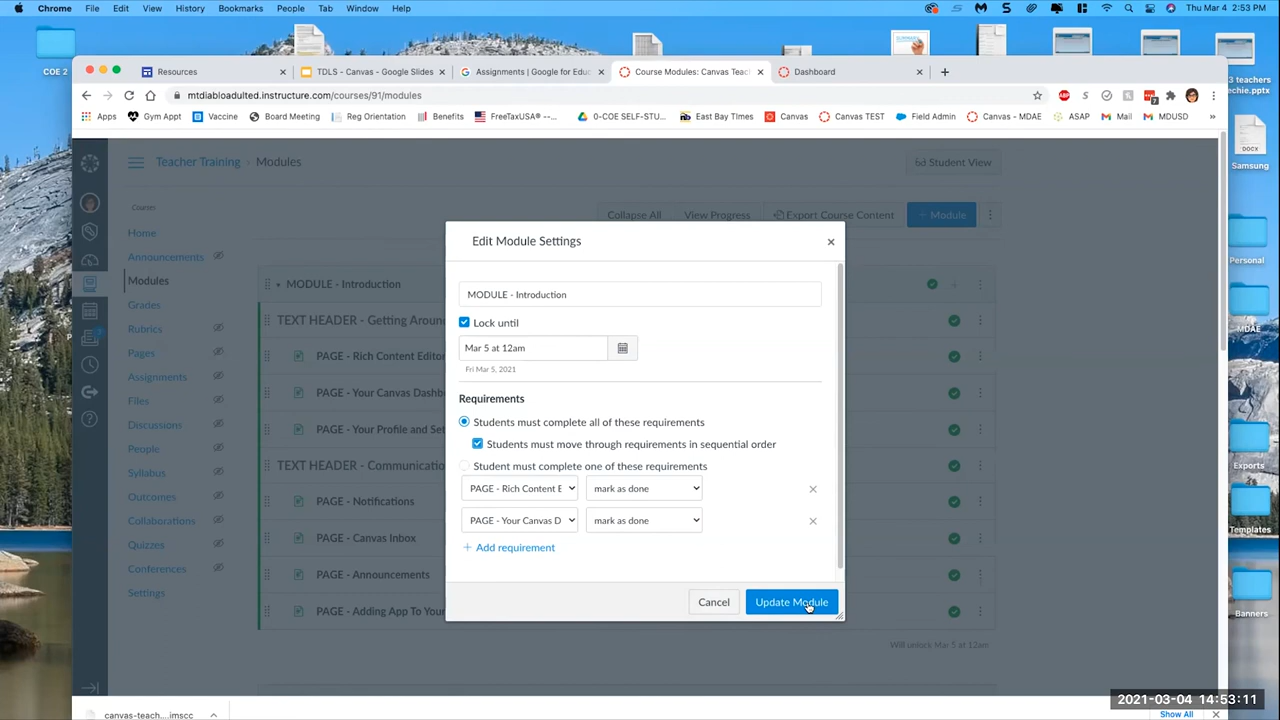 Chrome File Edit View History Bookmarks People Tab Window Help Thu Mar 4 2:53 PM
COE 2
3 teachers
echie.pptx
Resources TDLS - Canvas - Google Slides Assignments | Google for Edu Course Modules: Canvas Teac Dashboard
mtdiabloadulted.instructure.com/courses/91/modules
Apps Gym Appt Vaccine Board Meeting Reg Orientation Benefits FreeTaxUSA® --... 0-COE SELF-STU... East Bay TImes Canvas Canvas TEST Field Admin Canvas - MDAE ASAP Mail MDUSD
DOCX
Samsung
Personal
MDAE
Exports
Templates
Banners
Teacher Training > Modules
Student View
Courses
Home
Announcements
Modules
Grades
Rubrics
Pages
Assignments
Files
Discussions
People
Syllabus
Outcomes
Collaborations
Quizzes
Conferences
Settings
Collapse All View Progress Export Course Content + Module
MODULE - Introduction
TEXT HEADER - Getting Aroun
PAGE - Rich Content Editor
PAGE - Your Canvas Dashb
PAGE - Your Profile and Set
TEXT HEADER - Communicatio
PAGE - Notifications
PAGE - Canvas Inbox
PAGE - Announcements
PAGE - Adding App To Your
Will unlock Mar 5 at 12am
Edit Module Settings
MODULE - Introduction
Lock until
Mar 5 at 12am
Fri Mar 5, 2021
Requirements
Students must complete all of these requirements
Students must move through requirements in sequential order
Student must complete one of these requirements
PAGE - Rich Content E mark as done
PAGE - Your Canvas D mark as done
+ Add requirement
Cancel Update Module
canvas-teach....imscc
2021-03-04 14:53:11
Show All